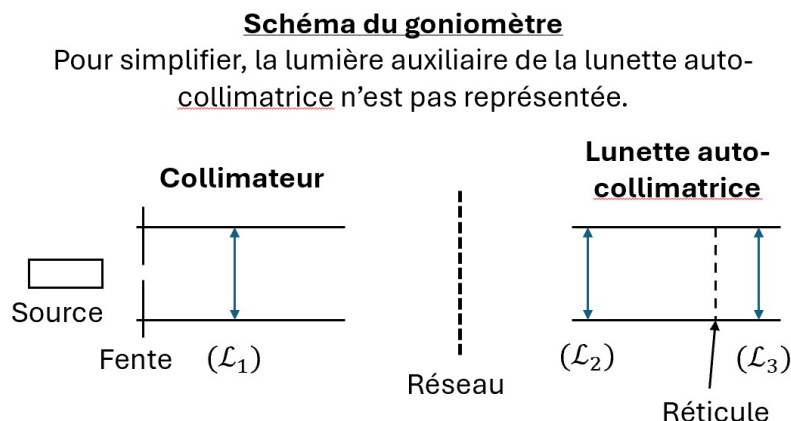 Schéma du goniomètre
Pour simplifier, la lumière auxiliaire de la lunette auto-
collimatrice n’est pas représentée.
Lunette auto-
collimatrice
Collimateur
Source
Fente
(ℒ₁)
Réseau
(ℒ₂)
(ℒ₃)
Réticule